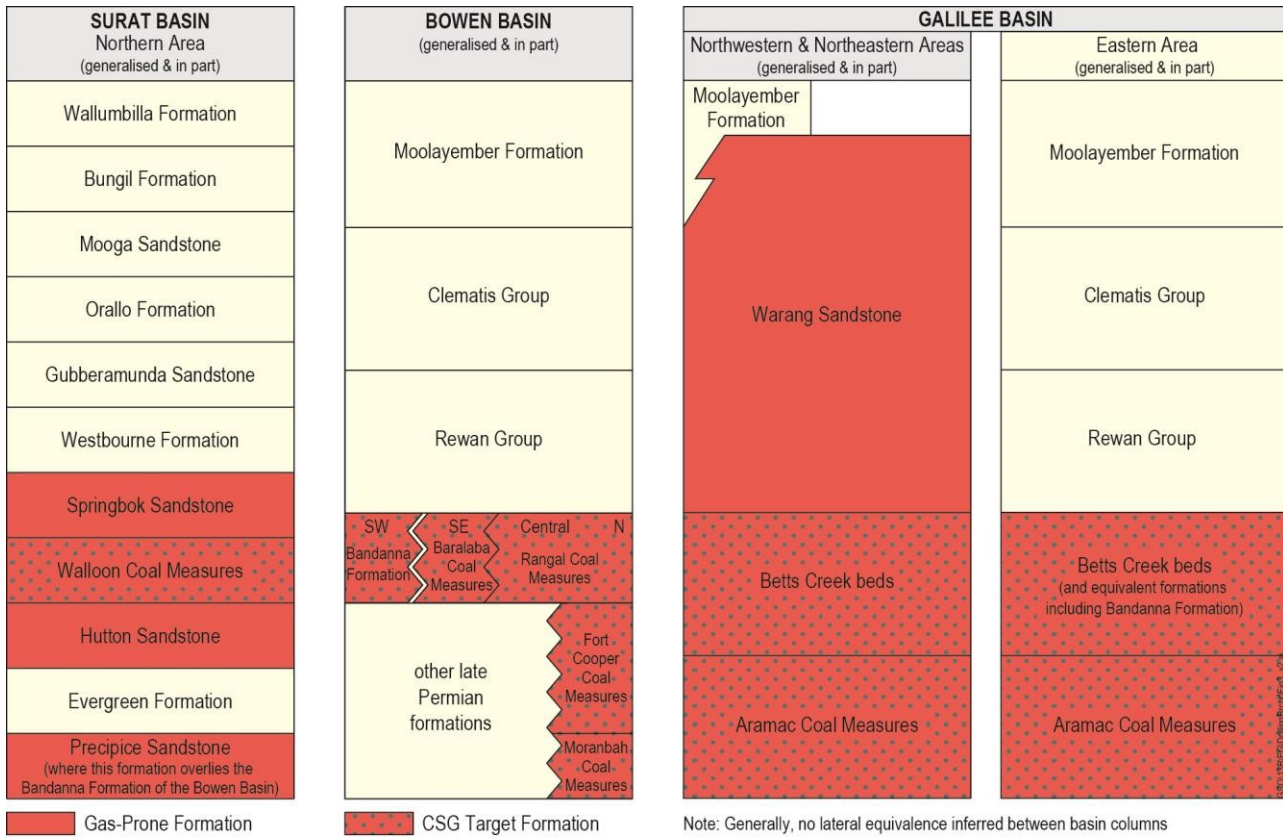 SURAT BASIN
Northern Area
(generalised & in part)
Wallumbilla Formation
Bungil Formation
Mooga Sandstone
Orallo Formation
Gubberamunda Sandstone
Westbourne Formation
Springbok Sandstone
Walloon Coal Measures
Hutton Sandstone
Evergreen Formation
Precipice Sandstone
(where this formation overlies the
Bandanna Formation of the Bowen Basin)
BOWEN BASIN
(generalised & in part)
Moolayember Formation
Clematis Group
Rewan Group
SW
Bandanna
Formation
SE
Baralaba
Coal
Measures
Central N
Rangal Coal
Measures
other late
Permian
formations
Fort
Cooper
Coal
Measures
Moranbah
Coal
Measures
GALILEE BASIN
Northwestern & Northeastern Areas
(generalised & in part)
Moolayember
Formation
Warang Sandstone
Betts Creek beds
Aramac Coal Measures
Eastern Area
(generalised & in part)
Moolayember Formation
Clematis Group
Rewan Group
Betts Creek beds
(and equivalent formations
including Bandanna Formation)
Aramac Coal Measures
Gas-Prone Formation
CSG Target Formation
Note: Generally, no lateral equivalence inferred between basin columns